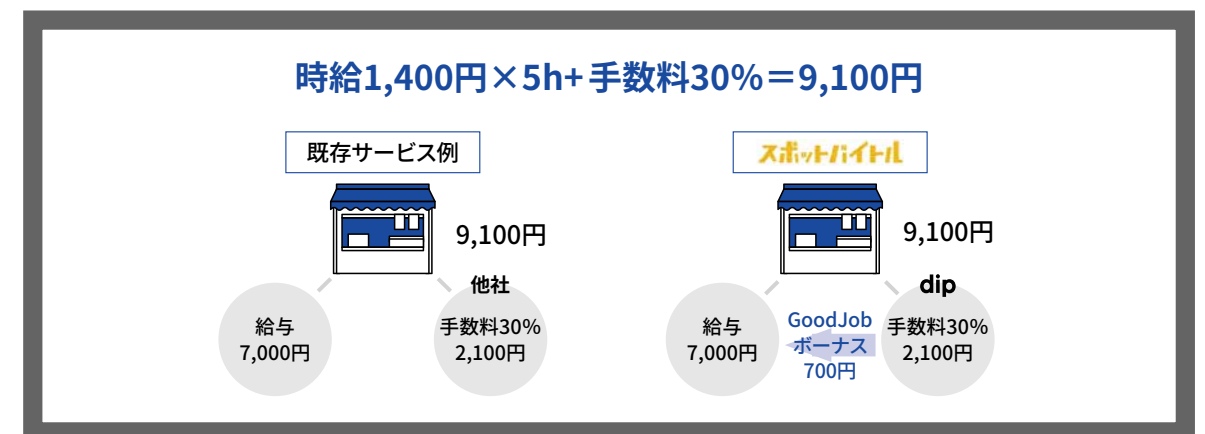 時給1,400円×5h+手数料30%＝9,100円
既存サービス例
9,100円
他社
給与
7,000円
手数料30%
2,100円
スポットバイトル
9,100円
dip
給与
7,000円
GoodJob
ボーナス
700円
手数料30%
2,100円